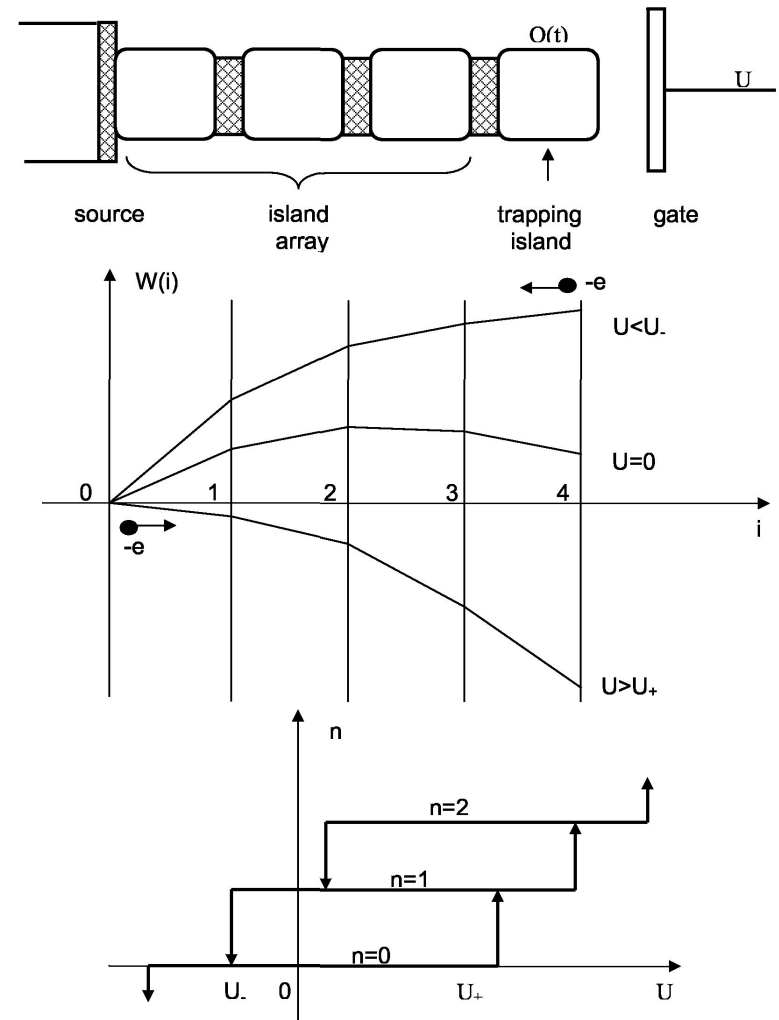 Q(t)
U
source
island
array
trapping
island
gate
W(i)
-e
U<U-
U=0
0
1
2
3
4
i
-e
U>U+
n
n=2
n=1
n=0
U-
0
U+
U